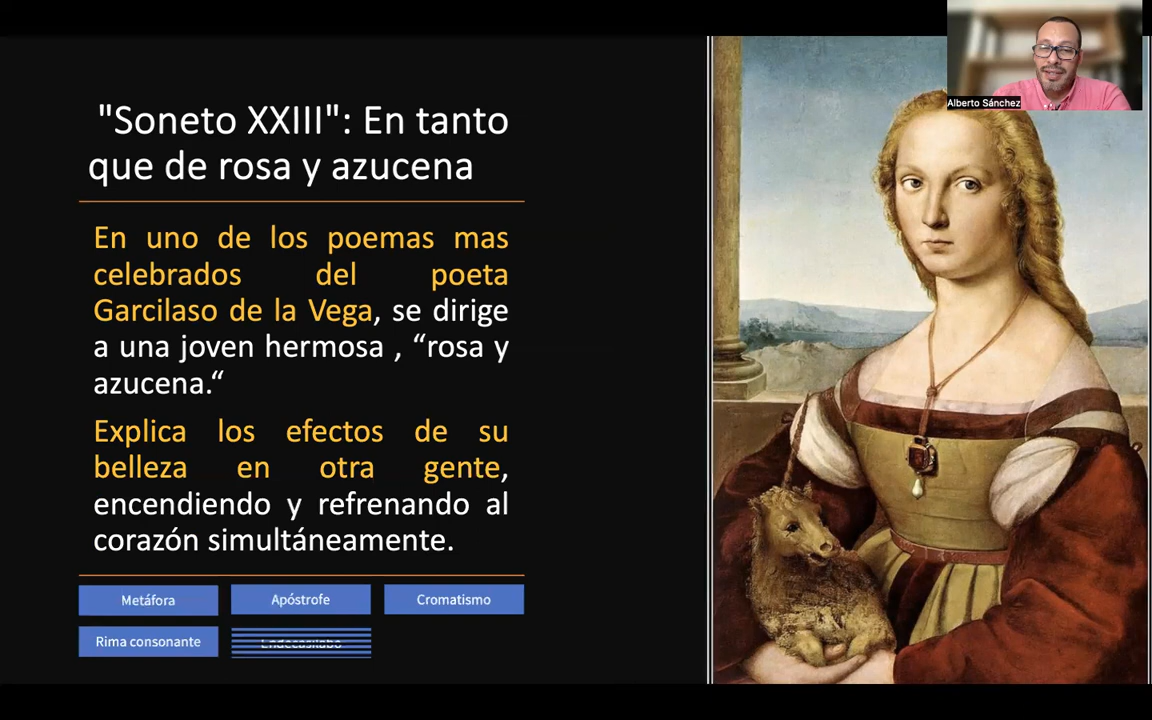 Alberto Sánchez
"Soneto XXIII": En tanto
que de rosa y azucena
En uno de los poemas mas
celebrados del poeta
Garcilaso de la Vega, se dirige
a una joven hermosa , “rosa y
azucena.“
Explica los efectos de su
belleza en otra gente,
encendiendo y refrenando al
corazón simultáneamente.
Metáfora
Apóstrofe
Cromatismo
Rima consonante